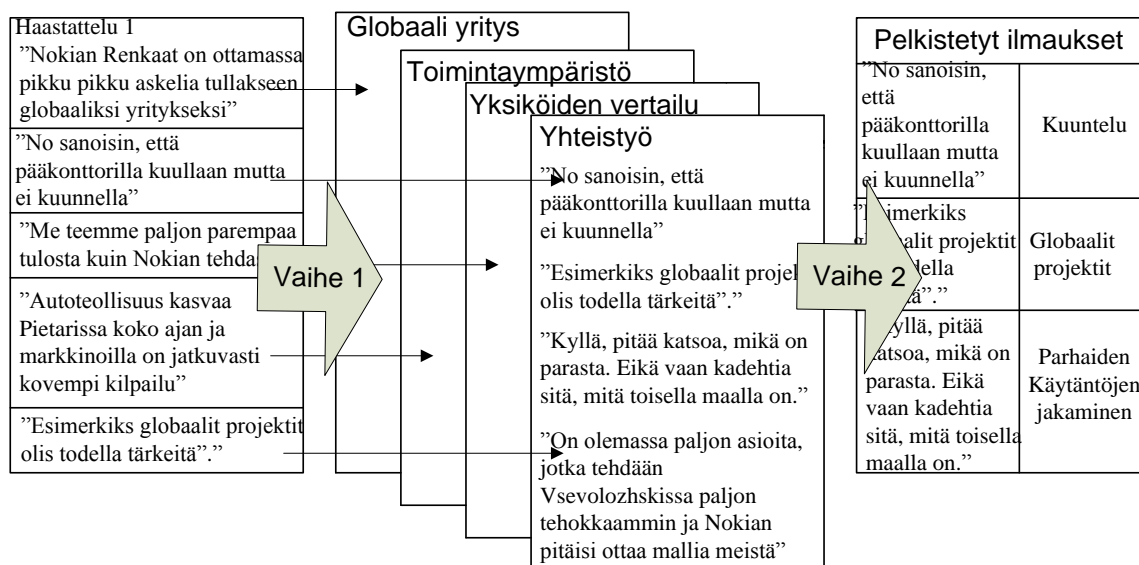 Haastattelu 1
”Nokian Renkaat on ottamassa
pikku pikku askelia tullakseen
globaaliksi yritykseksi”
”No sanoisin, että
pääkonttorilla kuullaan mutta
ei kuunnella”
”Me teemme paljon parempaa
tulosta kuin Nokian
”Autoteollisuus kasvaa
Pietarissa koko ajan ja
markkinoilla on jatkuvasti
kovempi kilpailu”
”Esimerkiks globaalit projektit
olis todella tärkeitä”.”
Vaihe 1
Globaali yritys
Toimintaympäristö
Yksiköiden vertailu
Yhteistyö
”No sanoisin, että
pääkonttorilla kuullaan mutta
ei kuunnella”
”Esimerkiks globaalit
olis todella tärkeitä”.”
”Kyllä, pitää katsoa, mikä on
parasta. Eikä vaan kadehtia
sitä, mitä toisella maalla on.”
”On olemassa paljon asioita,
jotka tehdään
Vsevolozhskissa paljon
tehokkaammin ja Nokian
pitäisi ottaa mallia meistä”
Vaihe 2
Pelkistetyt ilmaukset
”No sanoisin,
että
pääkonttorilla
kuullaan mutta
ei kuunnella”
Kuuntelu
projektit
Globaalit
projektit
pitää
mikä on
parasta. Eikä
vaan kadehtia
sitä, mitä toisella
maalla on.”
Parhaiden
Käytäntöjen
jakaminen